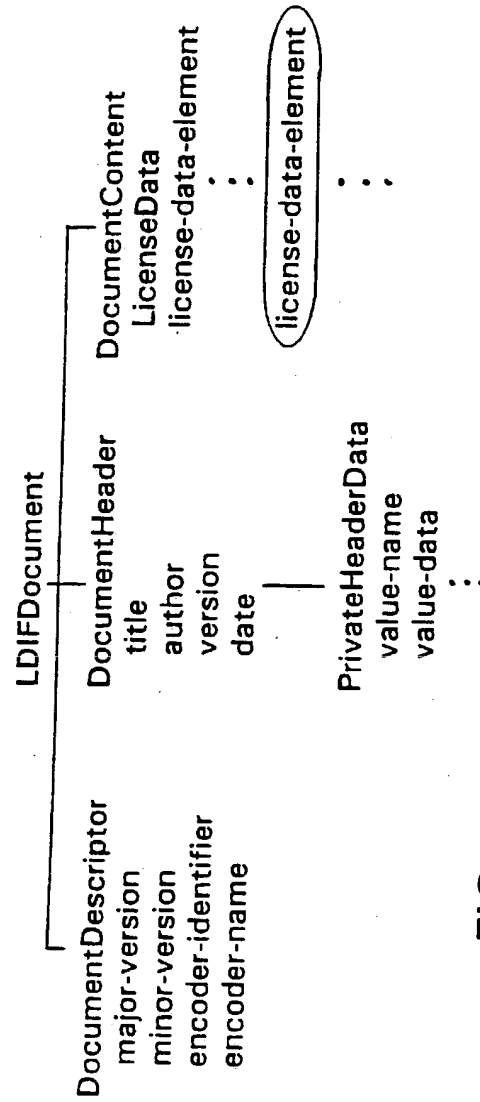 LDIFDocument
DocumentDescriptor
major-version
minor-version
encoder-identifier
encoder-name
DocumentHeader
title
author
version
date
PrivateHeaderData
value-name
value-data
DocumentContent
LicenseData
license-data-element
license-data-element